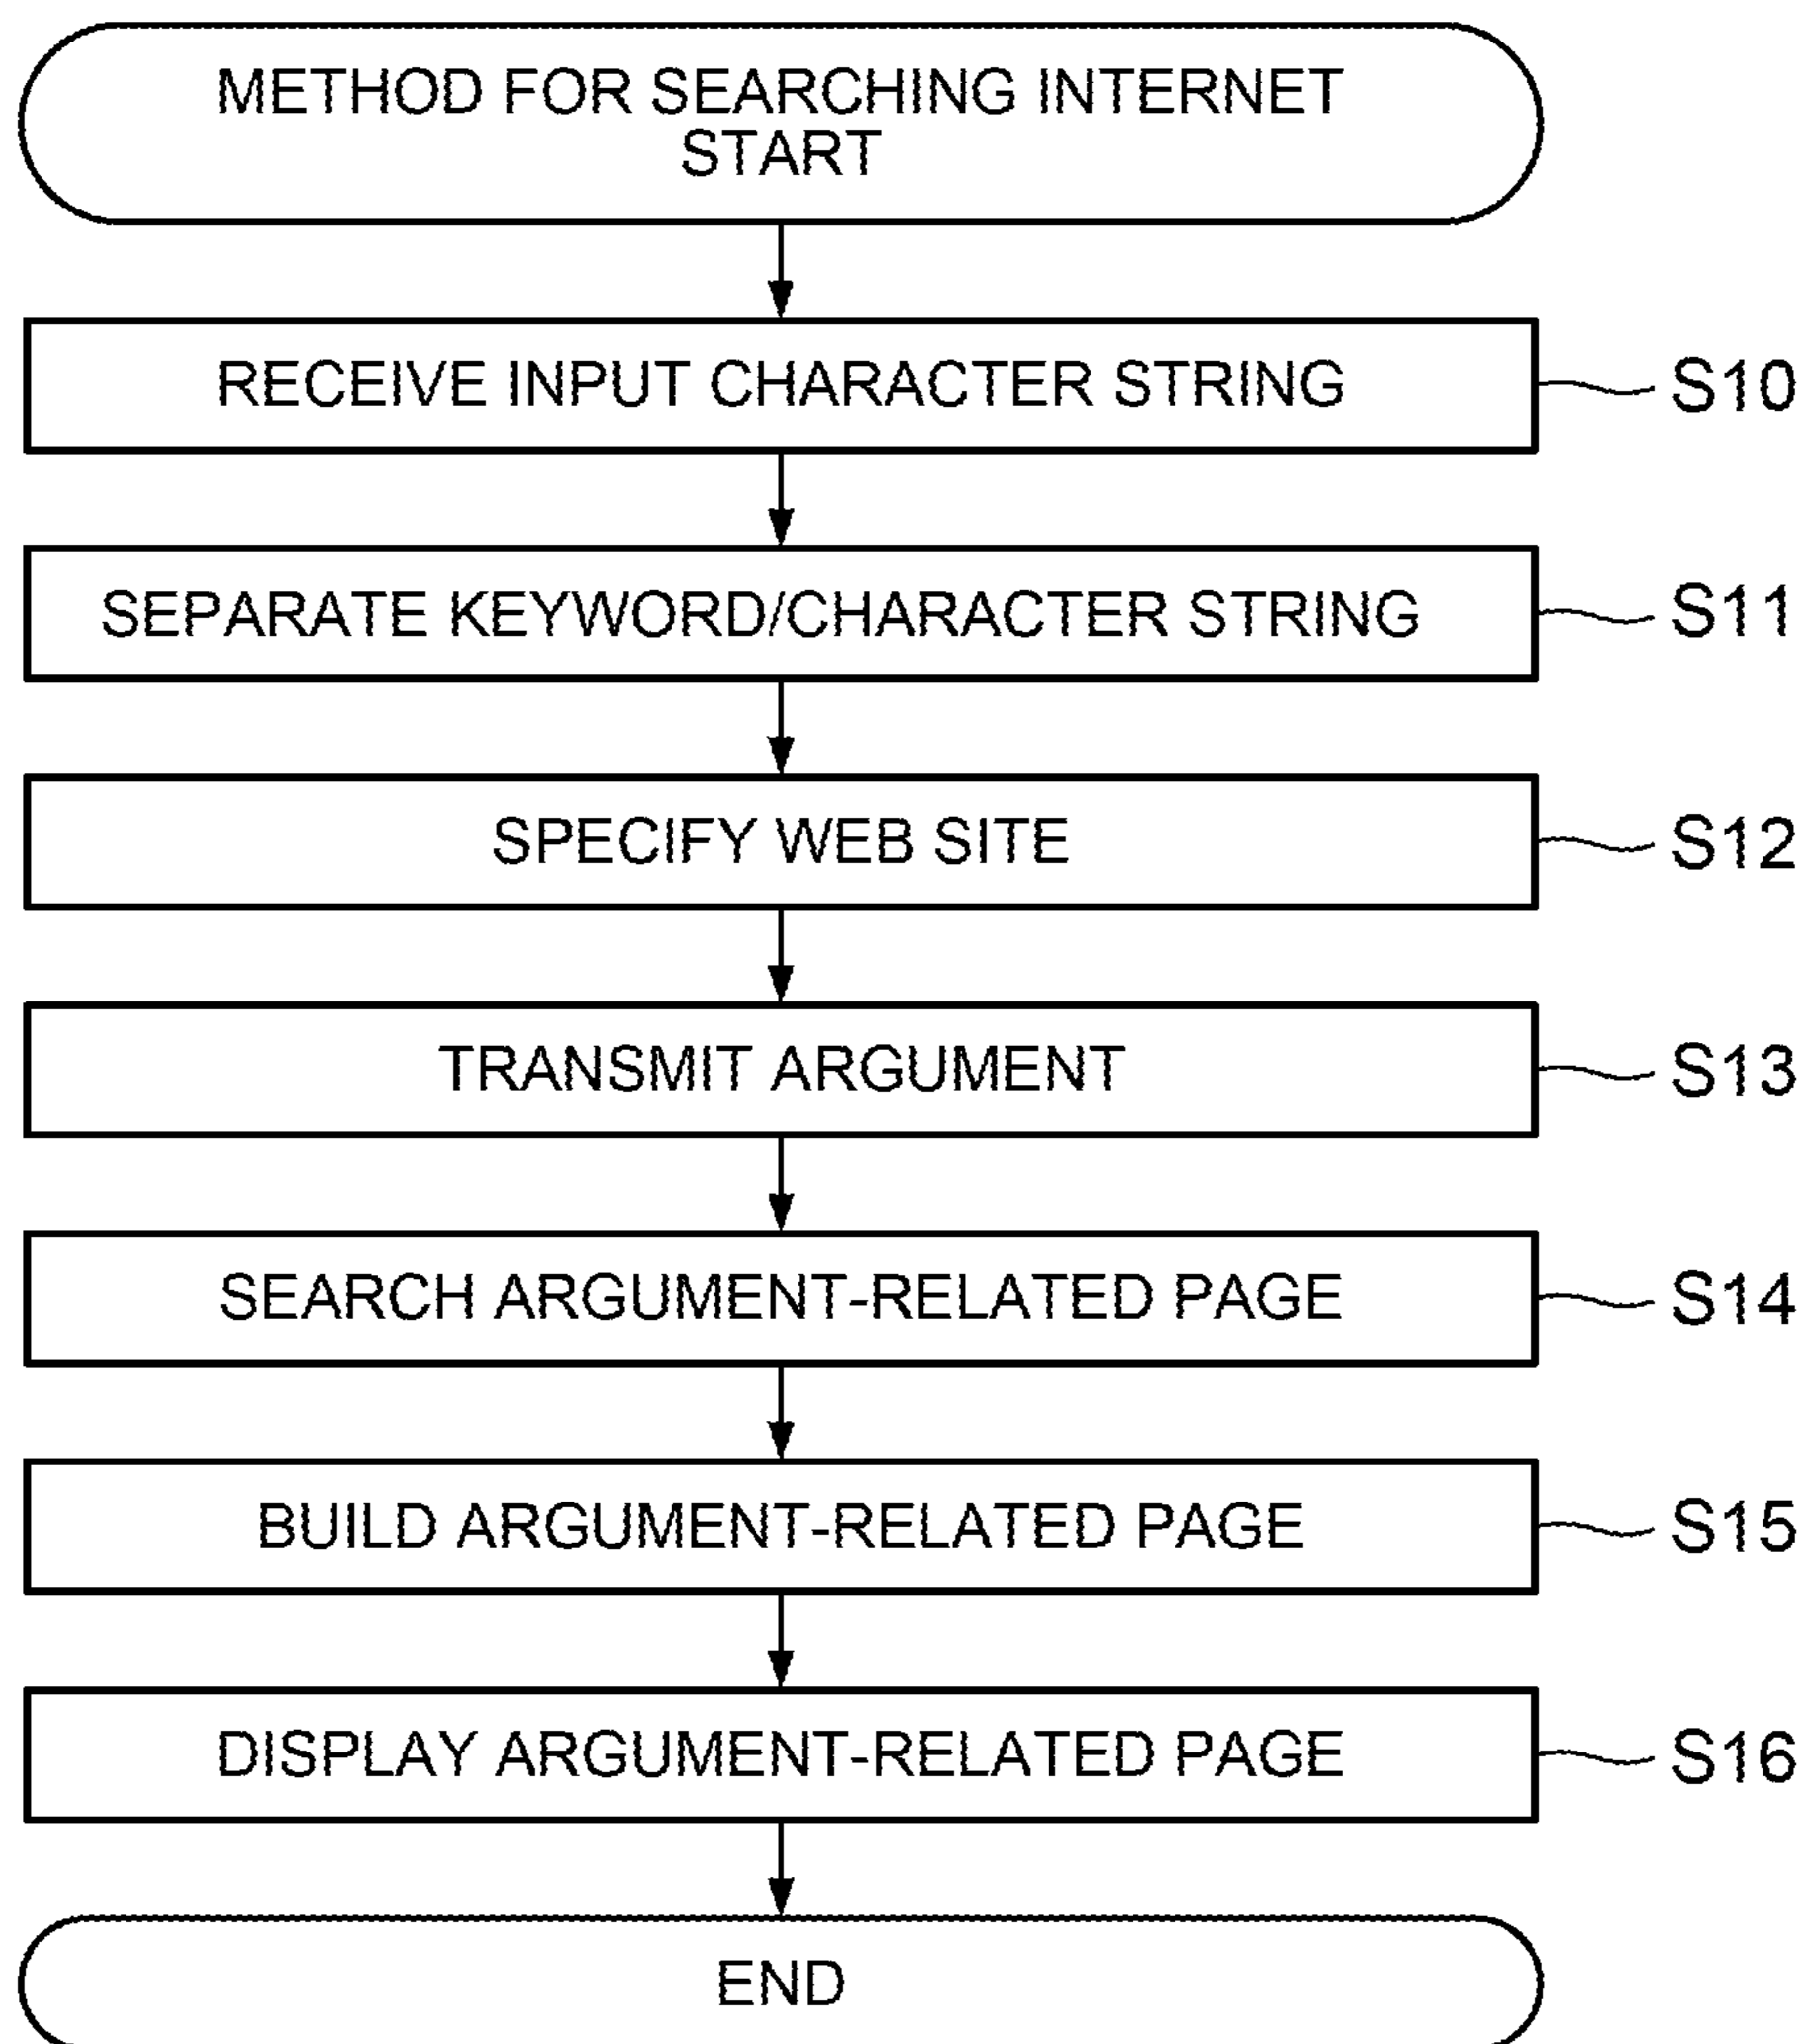 METHOD FOR SEARCHING INTERNET
START
RECEIVE INPUT CHARACTER STRING
S10
SEPARATE KEYWORD/CHARACTER STRING
S11
SPECIFY WEB SITE
S12
TRANSMIT ARGUMENT
S13
SEARCH ARGUMENT-RELATED PAGE
S14
BUILD ARGUMENT-RELATED PAGE
S15
DISPLAY ARGUMENT-RELATED PAGE
S16
END